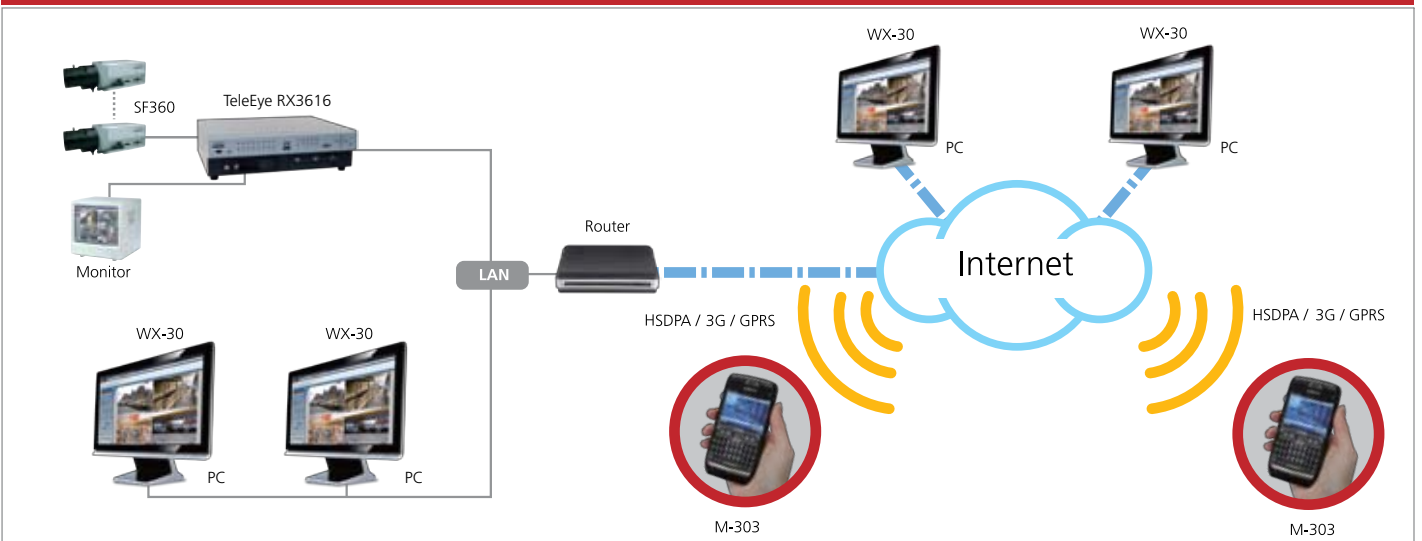 WX-30
WX-30
SF360
TeleEye RX3616
PC
PC
Router
Monitor
LAN
Internet
HSDPA / 3G / GPRS
HSDPA / 3G / GPRS
WX-30
WX-30
PC
PC
M-303
M-303